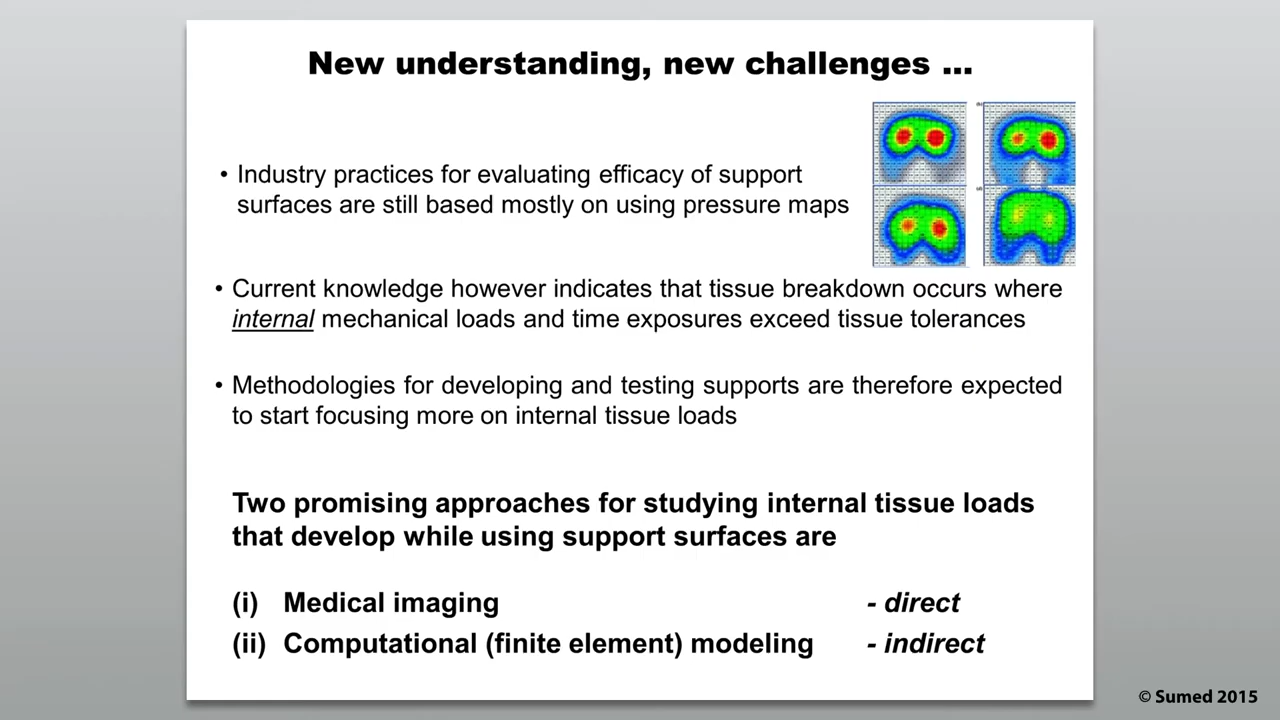 New understanding, new challenges ...
• Industry practices for evaluating efficacy of support
surfaces are still based mostly on using pressure maps
• Current knowledge however indicates that tissue breakdown occurs where
internal mechanical loads and time exposures exceed tissue tolerances
• Methodologies for developing and testing supports are therefore expected
to start focusing more on internal tissue loads
Two promising approaches for studying internal tissue loads
that develop while using support surfaces are
(i) Medical imaging - direct
(ii) Computational (finite element) modeling - indirect
© Sumed 2015